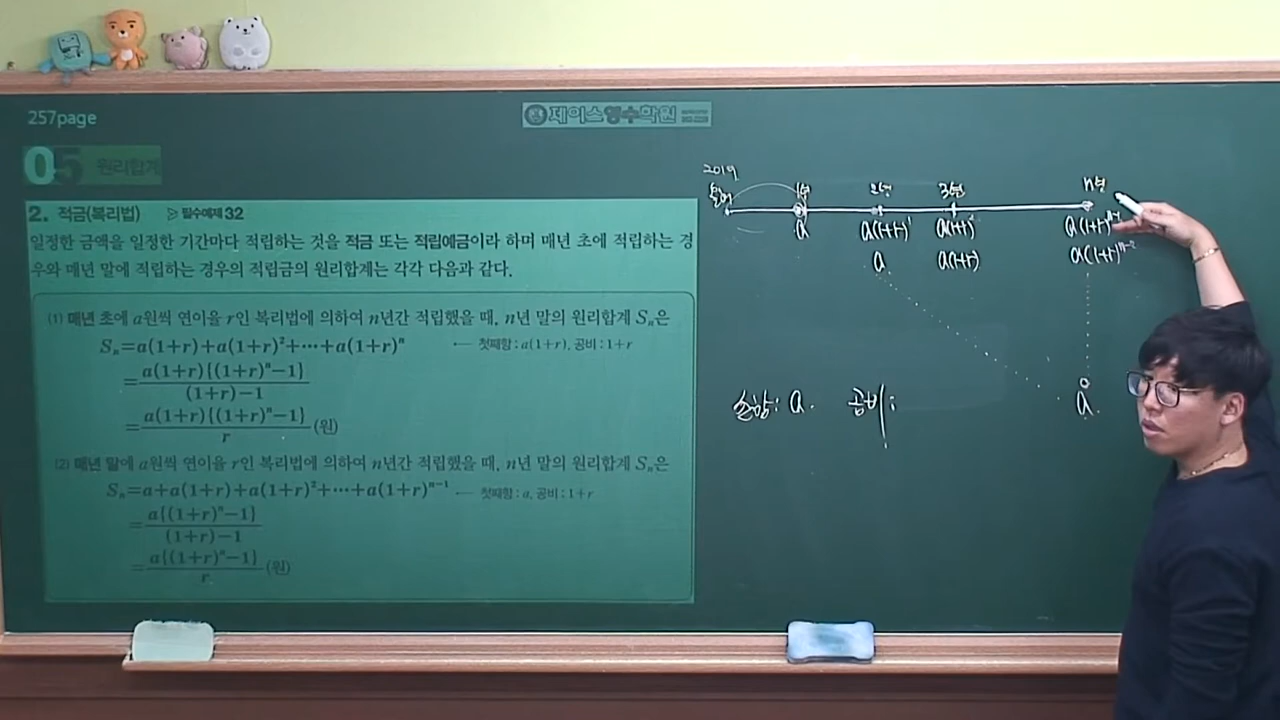 257page
제이스영수학원
05 원리합계
2. 적금(복리법) ▷ 필수예제 32
일정한 금액을 일정한 기간마다 적립하는 것을 적금 또는 적립예금이라 하며 매년 초에 적립하는 경
우와 매년 말에 적립하는 경우의 적립금의 원리합계는 각각 다음과 같다.
(1) 매년 초에 a원씩 연이율 r인 복리법에 의하여 n년간 적립했을 때, n년 말의 원리합계 Sₙ은
Sₙ=a(1+r)+a(1+r)²+⋯+a(1+r)ⁿ ← 첫째항 : a(1+r), 공비 : 1+r
=a(1+r){(1+r)ⁿ-1}/(1+r)-1
=a(1+r){(1+r)ⁿ-1}/r (원)
(2) 매년 말에 a원씩 연이율 r인 복리법에 의하여 n년간 적립했을 때, n년 말의 원리합계 Sₙ은
Sₙ=a+a(1+r)+a(1+r)²+⋯+a(1+r)ⁿ⁻¹ ← 첫째항 : a, 공비 : 1+r
=a{(1+r)ⁿ-1}/(1+r)-1
=a{(1+r)ⁿ-1}/r (원)
2019
1년 2년 3년 n년
a a(1+r)¹ a(1+r)² a(1+r)ⁿ⁻¹
a a(1+r) a(1+r)ⁿ⁻²
초항: a. 공비: a.